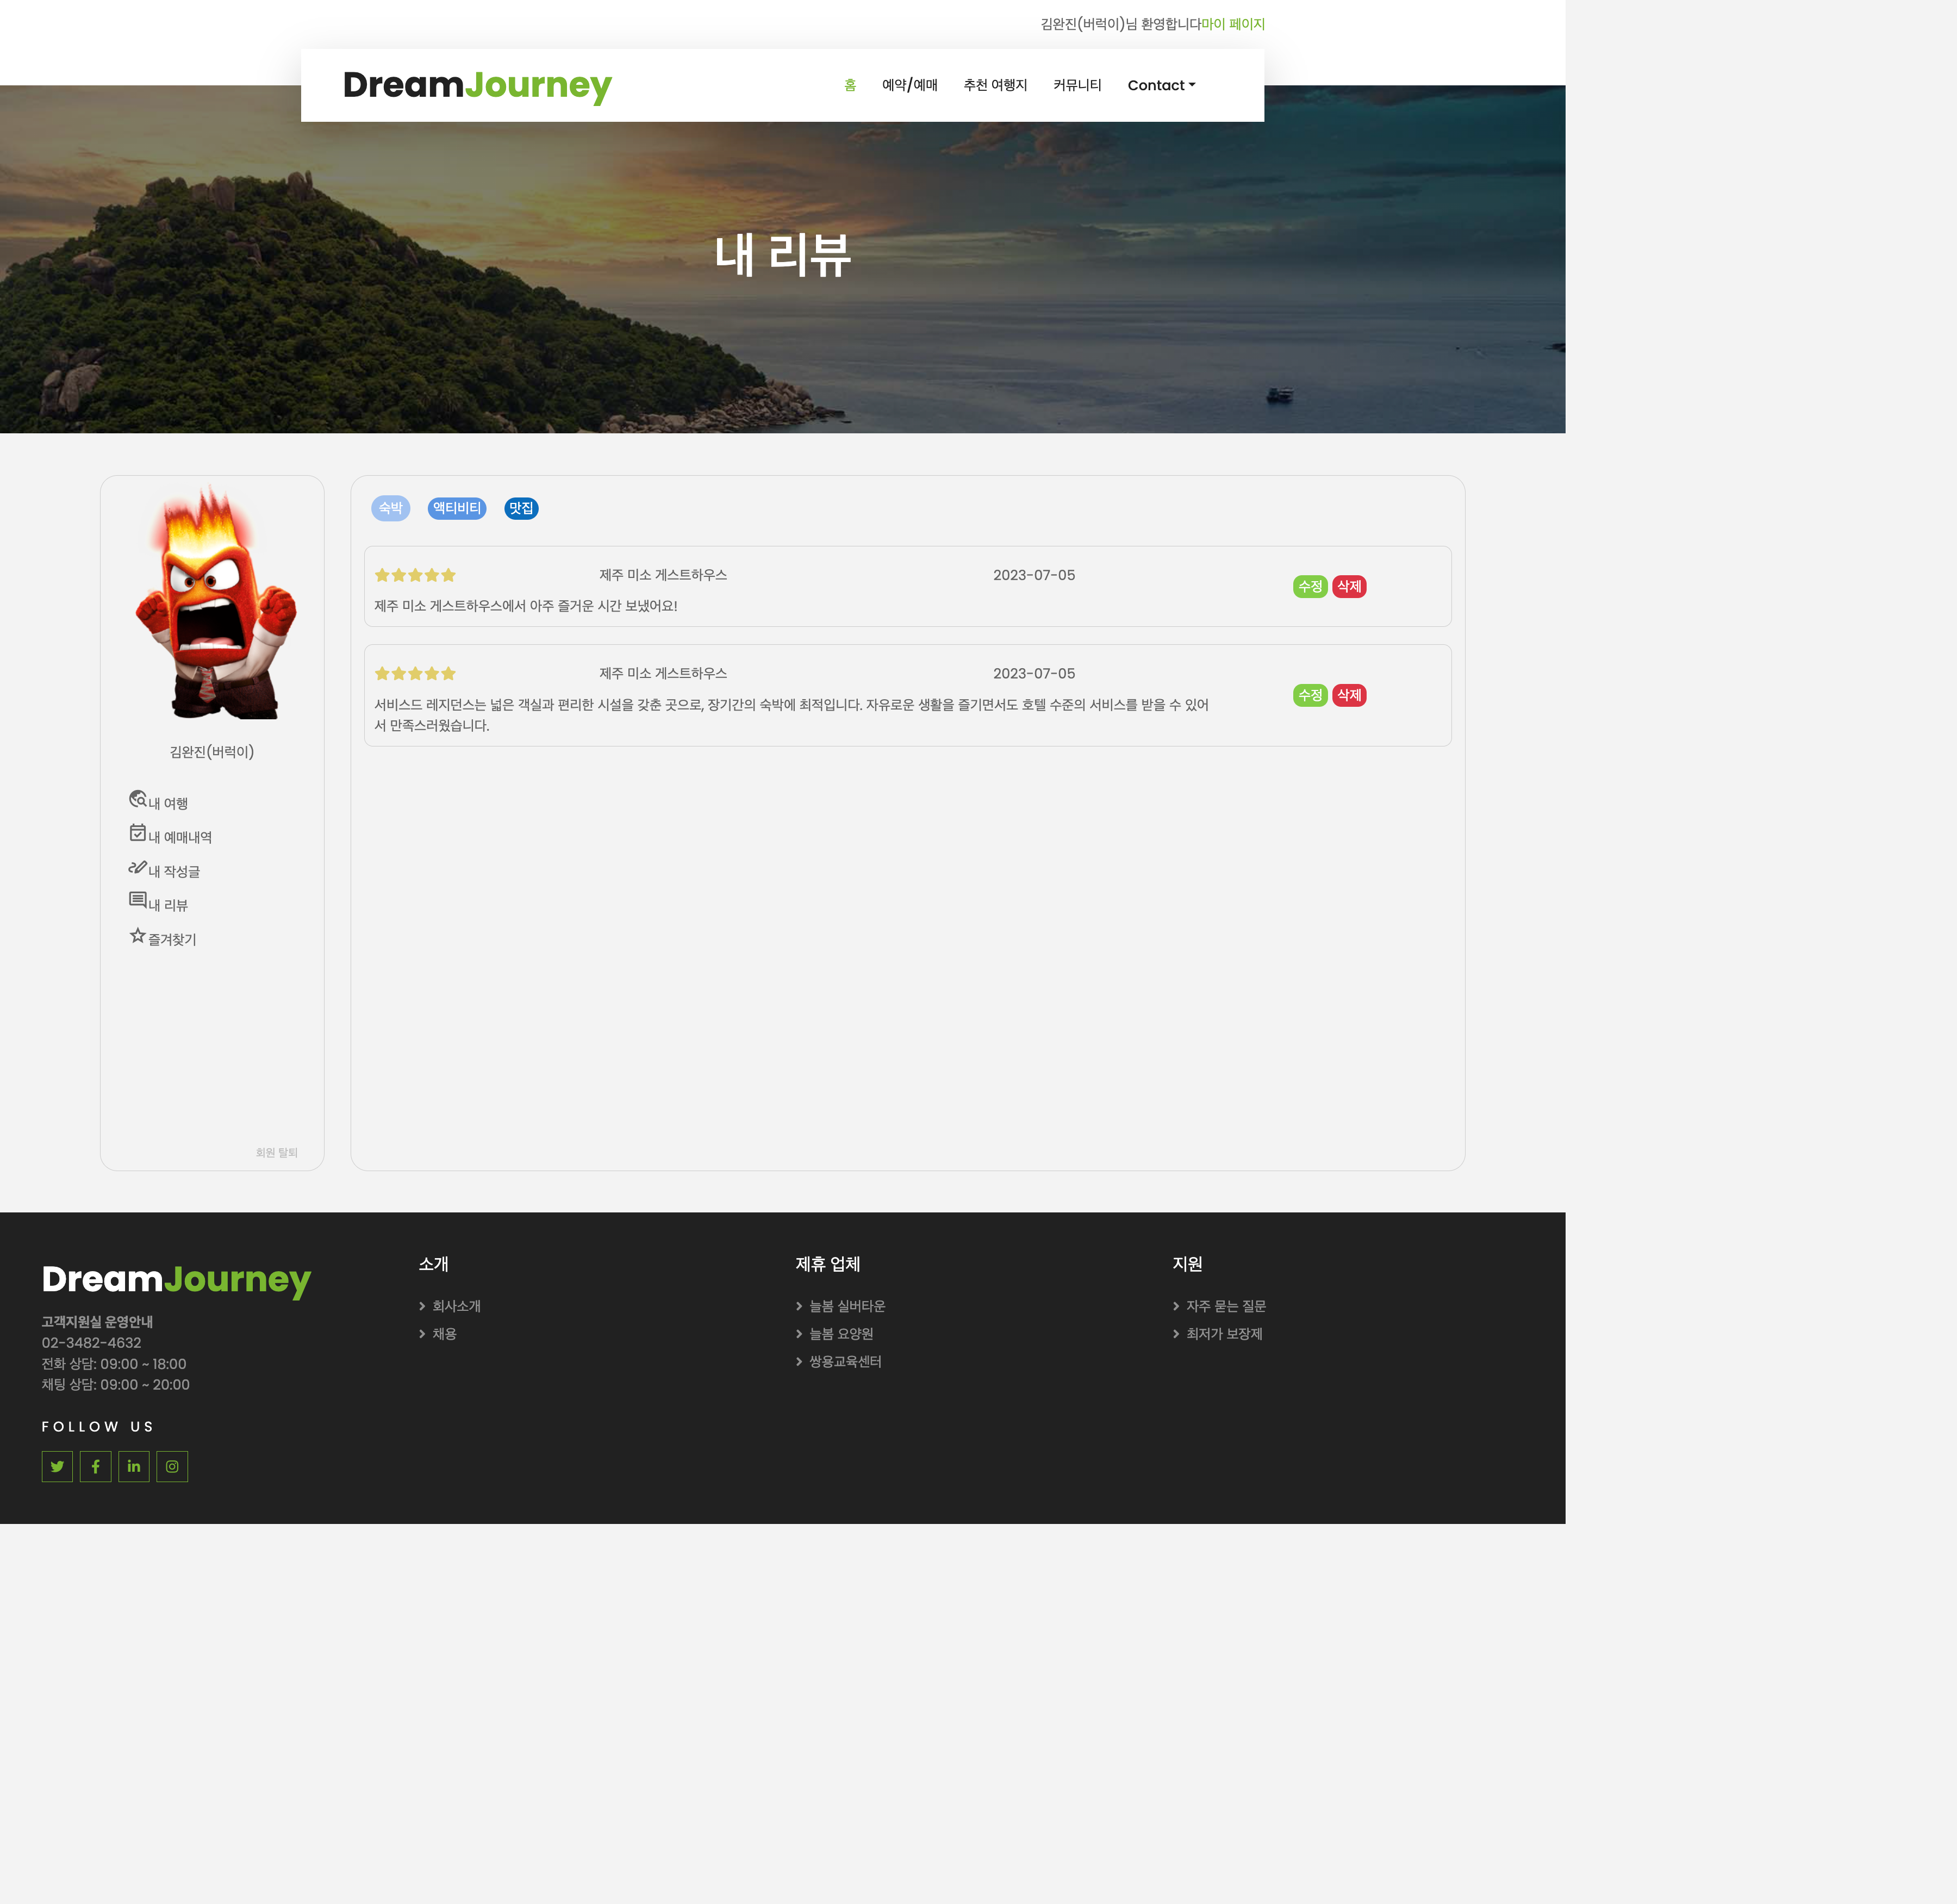 김완진(버럭이)님 환영합니다마이 페이지
DreamJourney
홈 예약/예매 추천 여행지 커뮤니티 Contact
내 리뷰
숙박 액티비티 맛집
제주 미소 게스트하우스 2023-07-05
제주 미소 게스트하우스에서 아주 즐거운 시간 보냈어요!
수정 삭제
제주 미소 게스트하우스 2023-07-05
서비스드 레지던스는 넓은 객실과 편리한 시설을 갖춘 곳으로, 장기간의 숙박에 최적입니다. 자유로운 생활을 즐기면서도 호텔 수준의 서비스를 받을 수 있어
서 만족스러웠습니다.
수정 삭제
김완진(버럭이)
내 여행
내 예매내역
내 작성글
내 리뷰
즐겨찾기
회원 탈퇴
DreamJourney
고객지원실 운영안내
02-3482-4632
전화 상담: 09:00 ~ 18:00
채팅 상담: 09:00 ~ 20:00
FOLLOW US
소개
회사소개
채용
제휴 업체
늘봄 실버타운
늘봄 요양원
쌍용교육센터
지원
자주 묻는 질문
최저가 보장제